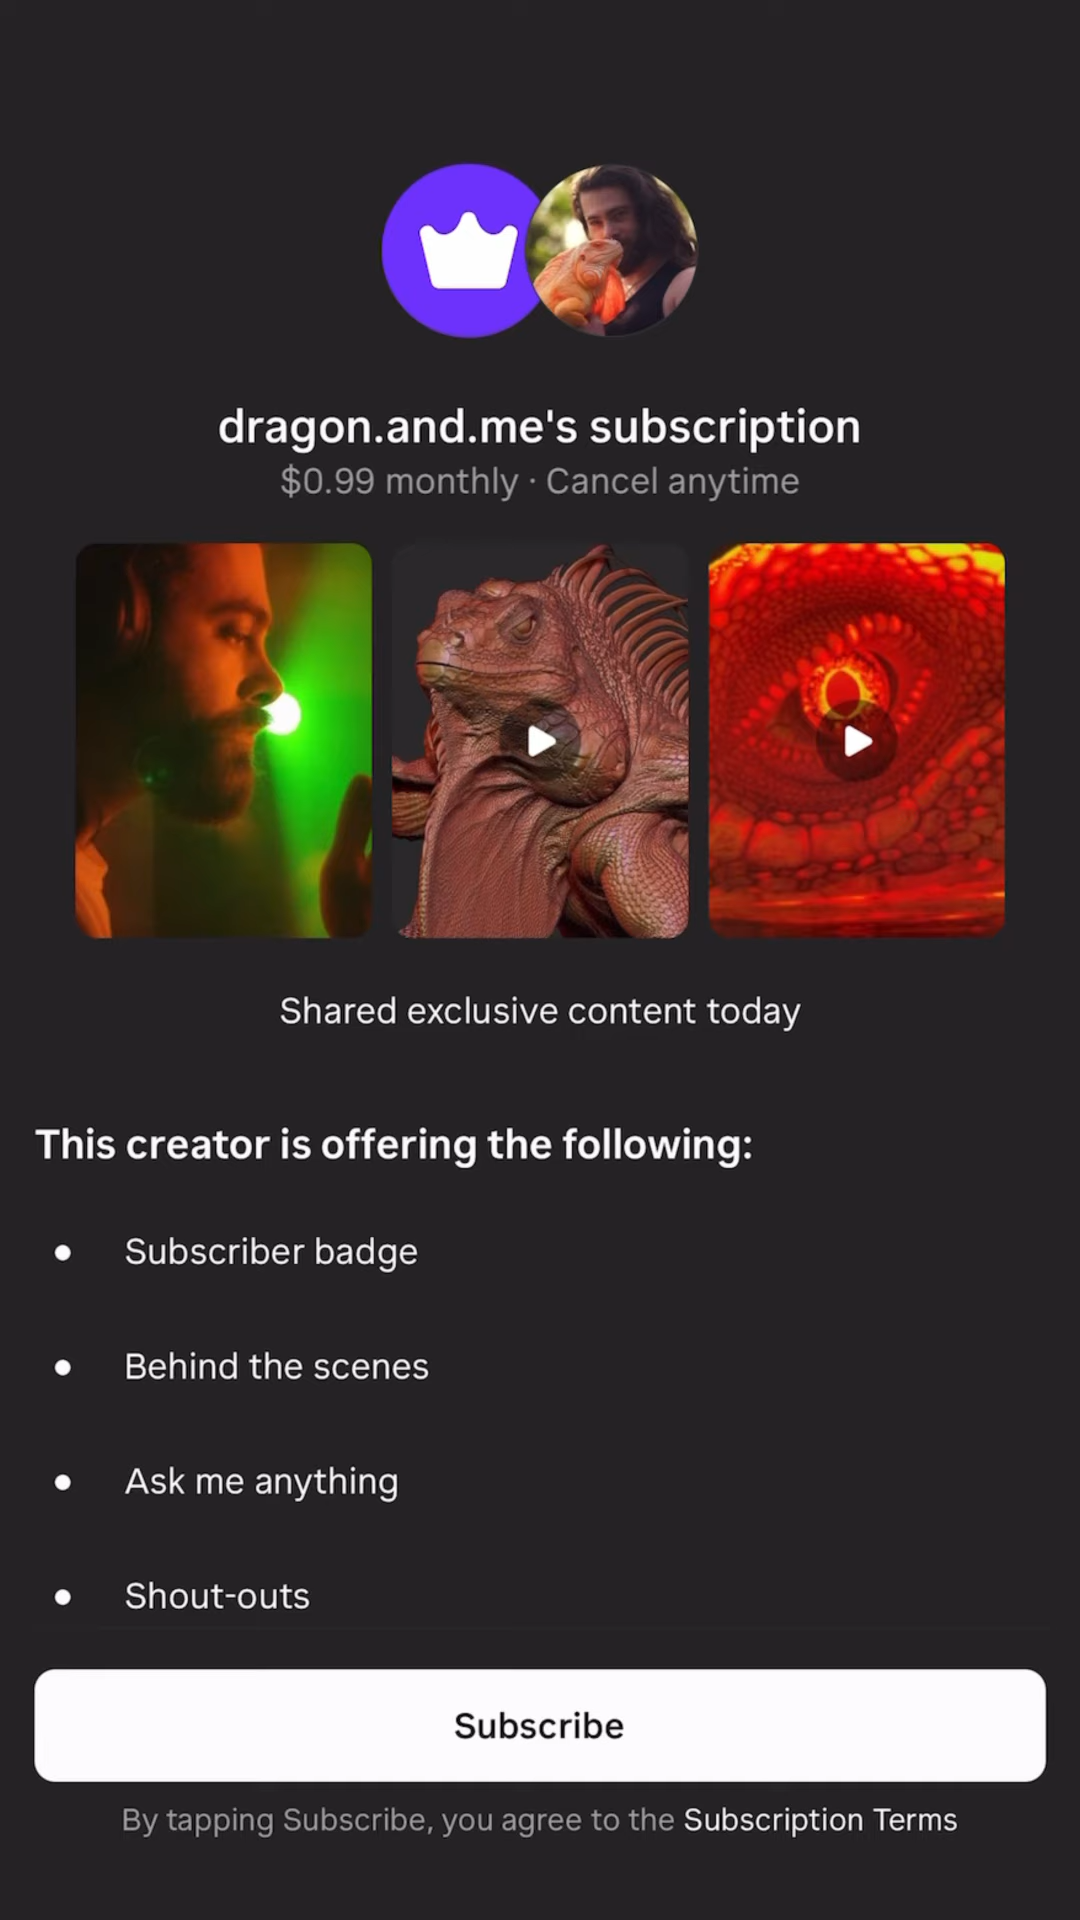 dragon.and.me's subscription
$0.99 monthly · Cancel anytime
Shared exclusive content today
This creator is offering the following:
• Subscriber badge
• Behind the scenes
• Ask me anything
• Shout-outs
Subscribe
By tapping Subscribe, you agree to the Subscription Terms